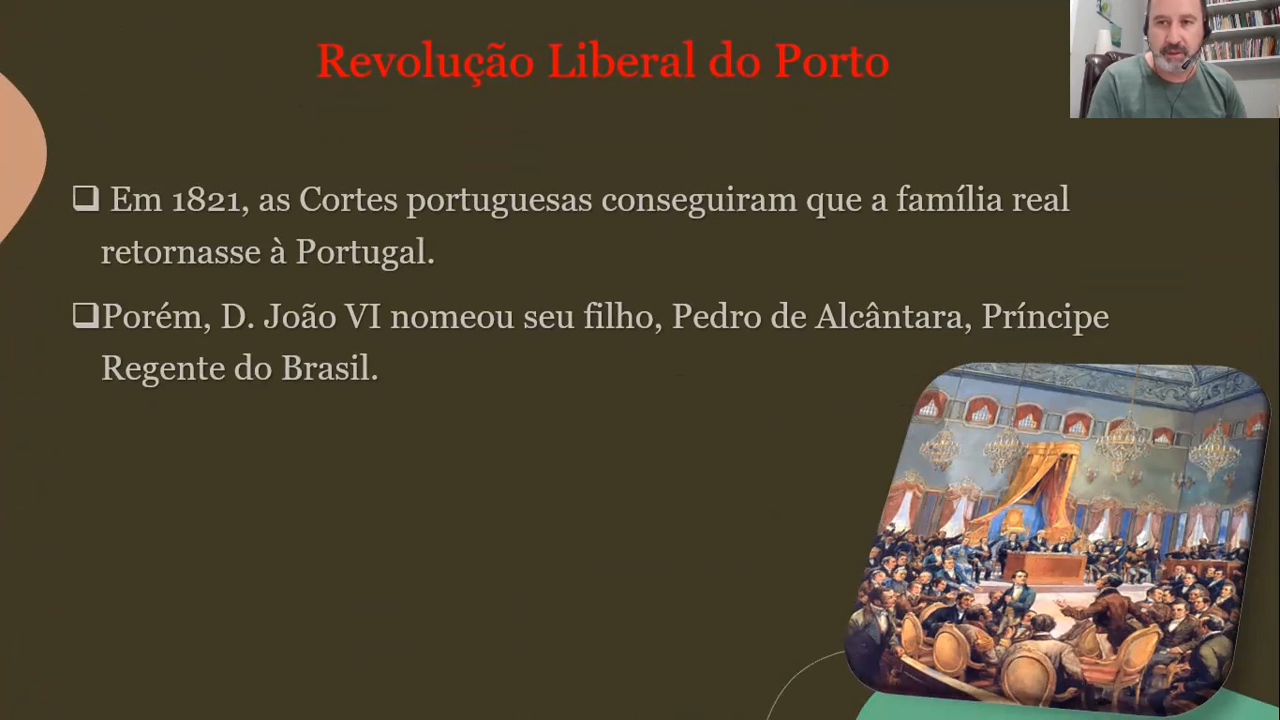 Revolução Liberal do Porto
❑ Em 1821, as Cortes portuguesas conseguiram que a família real
retornasse à Portugal.
❑Porém, D. João VI nomeou seu filho, Pedro de Alcântara, Príncipe
Regente do Brasil.